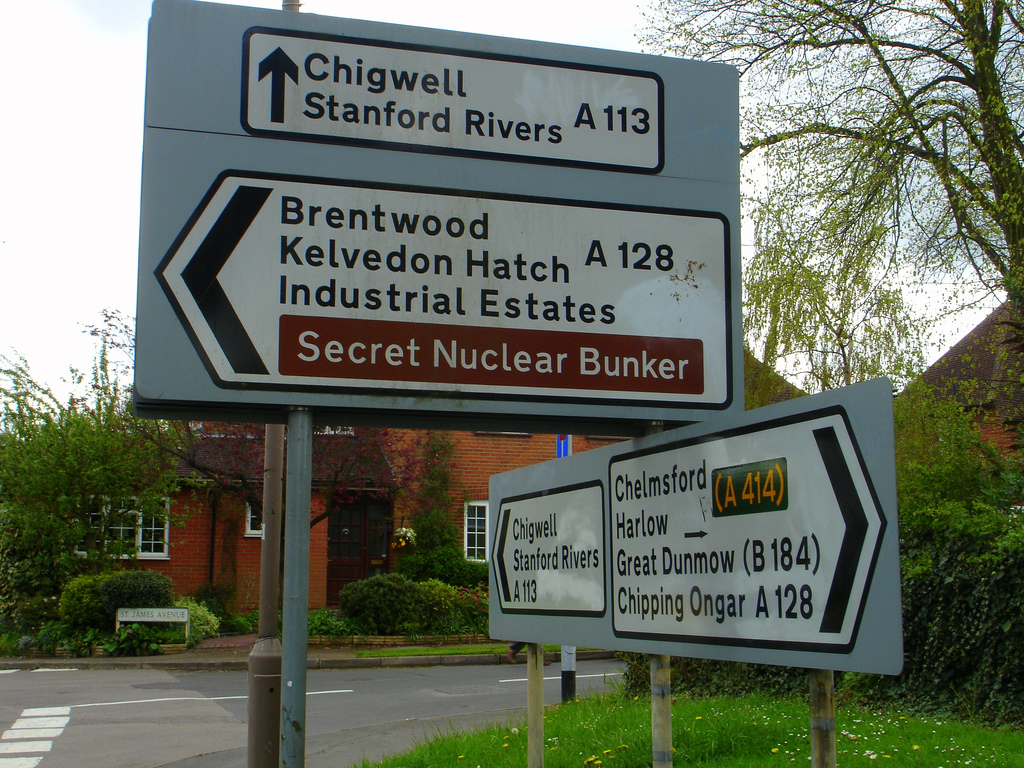 Chigwell
Stanford Rivers A 113
Brentwood
Kelvedon Hatch A 128
Industrial Estates
Secret Nuclear Bunker
Chigwell
Stanford Rivers
A 113
Chelmsford (A 414)
Harlow
Great Dunmow (B 184)
Chipping Ongar A 128
ST JAMES AVENUE